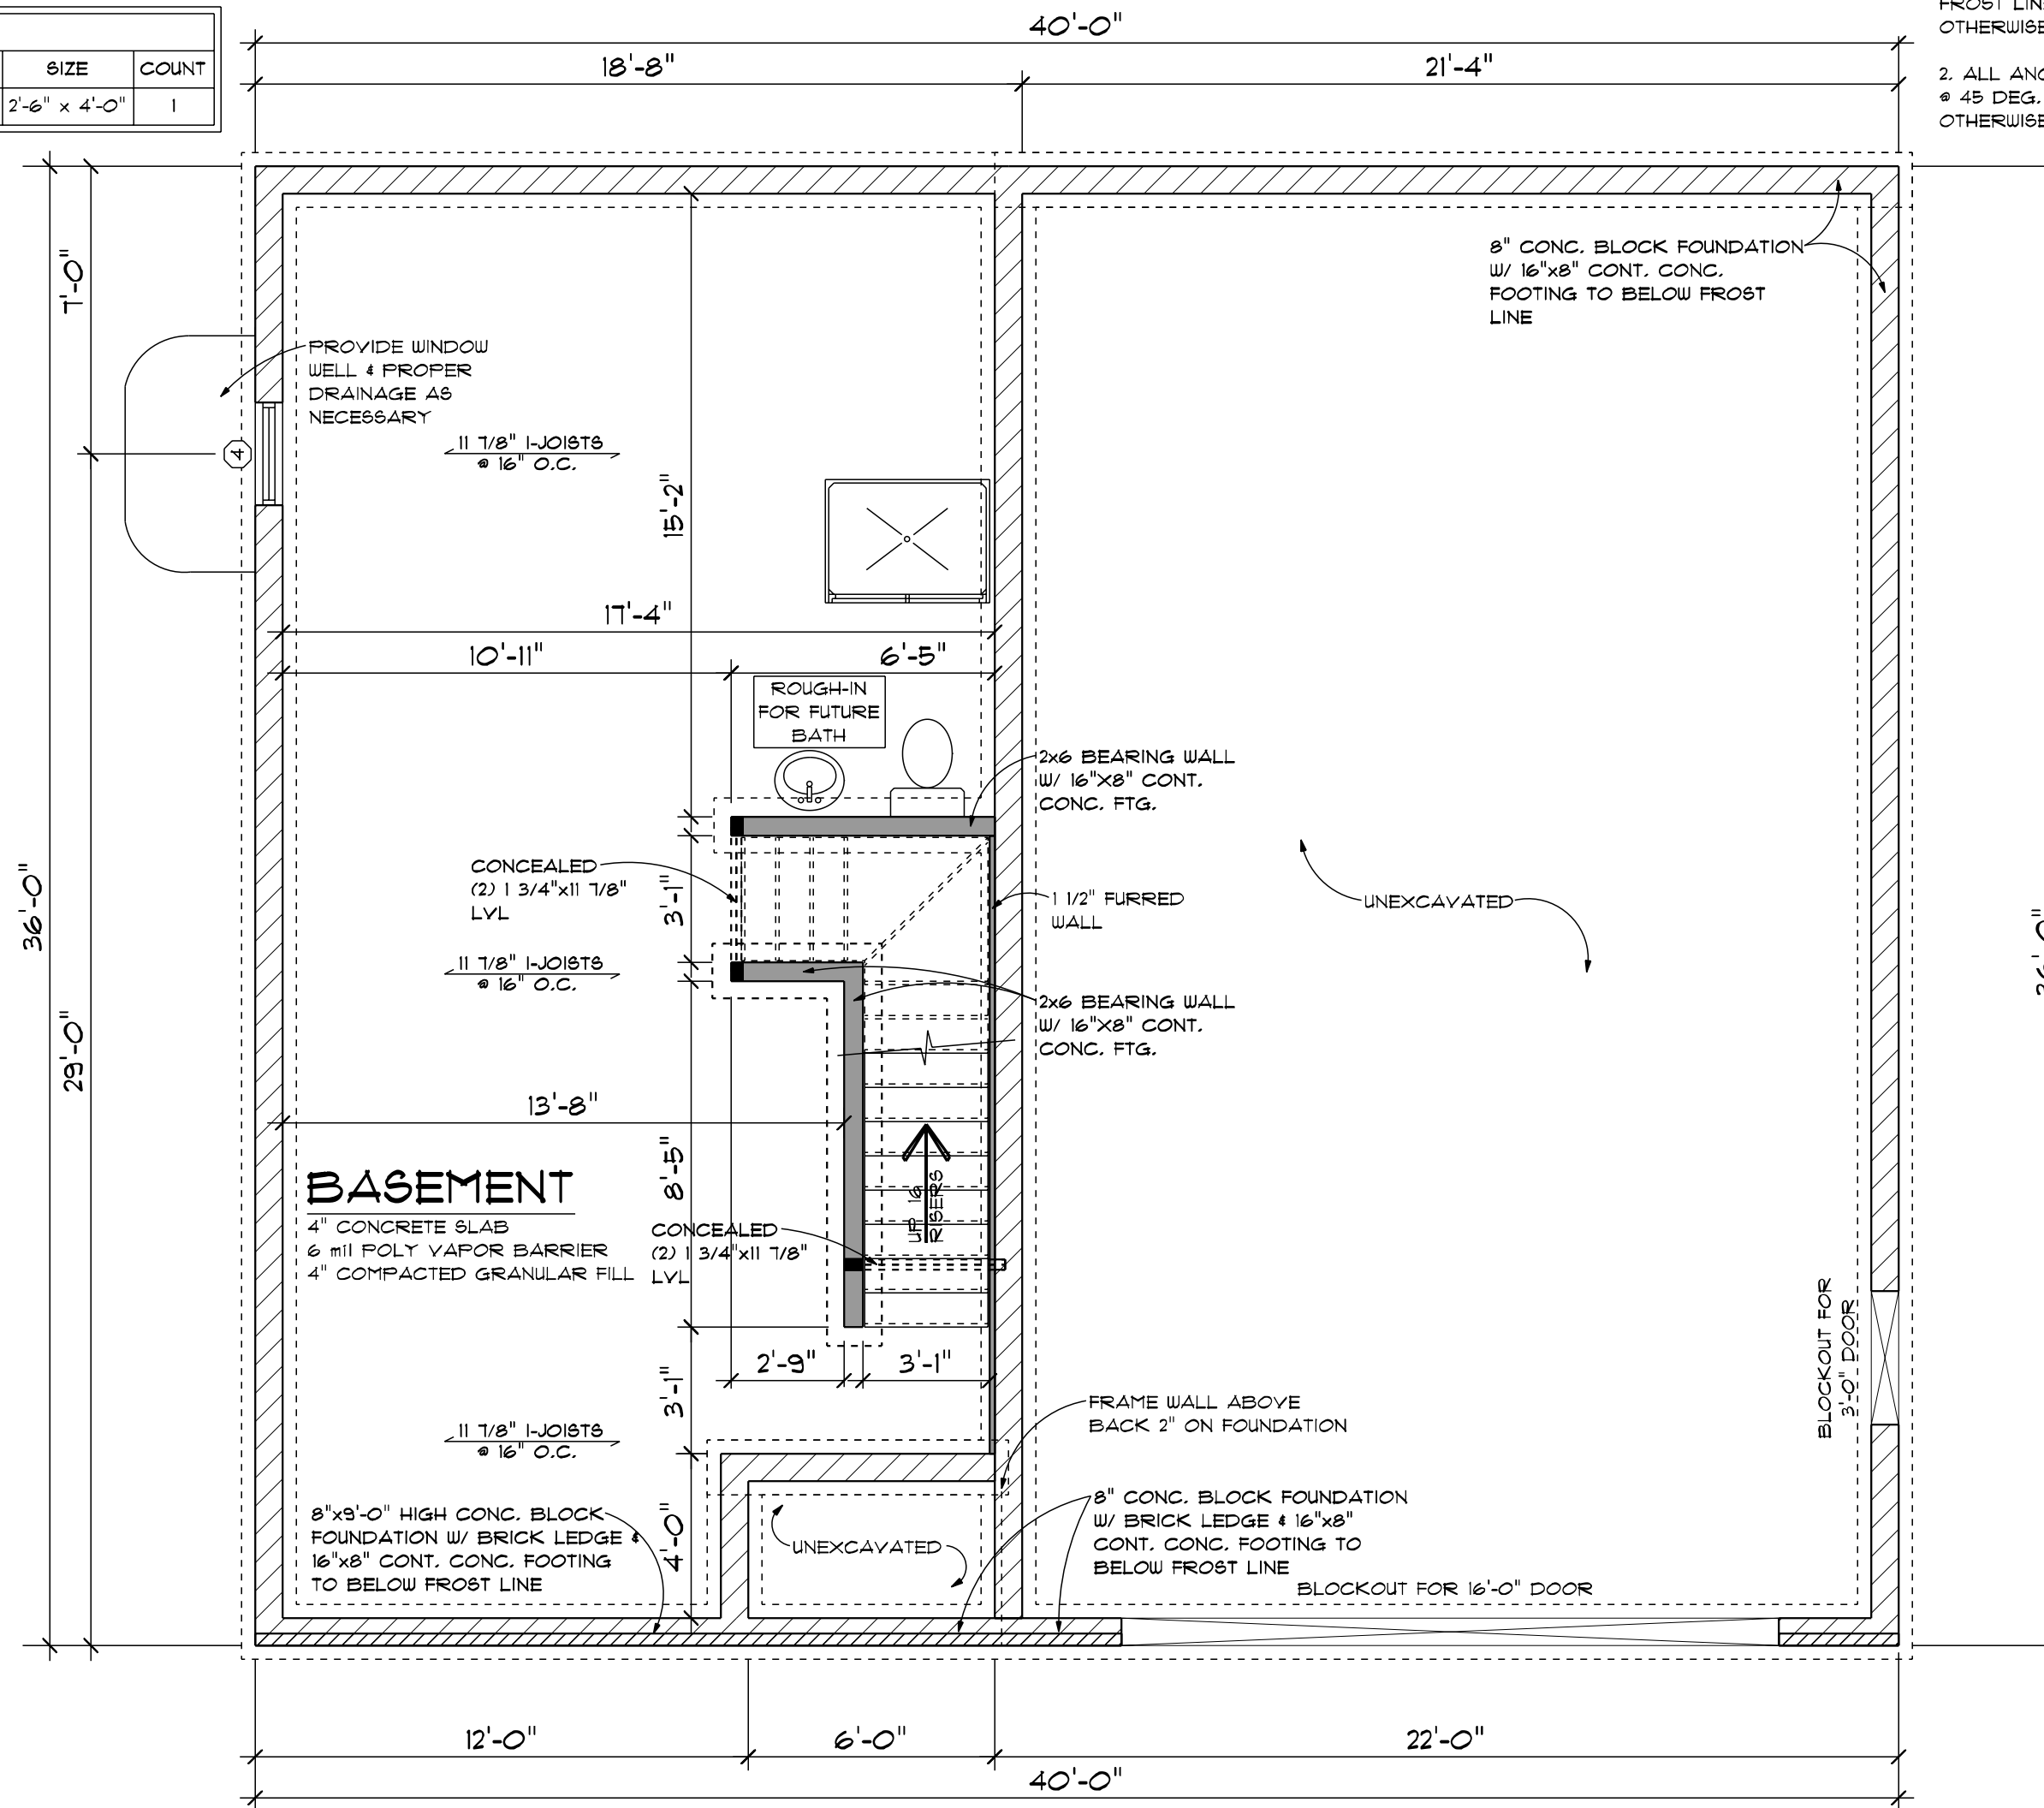 SIZE COUNT
2'-6" x 4'-0" 1
FROST LIN
OTHERWISE
2. ALL ANG
@ 45 DEG.
OTHERWISE
40'-0"
18'-8" 21'-4"
7'-0"
8" CONC. BLOCK FOUNDATION
W/ 16"x8" CONT. CONC.
FOOTING TO BELOW FROST
LINE
PROVIDE WINDOW
WELL & PROPER
DRAINAGE AS
NECESSARY
4
11 7/8" I-JOISTS
@ 16" O.C.
15'-2"
17'-4"
10'-11" 6'-5"
ROUGH-IN
FOR FUTURE
BATH
2x6 BEARING WALL
W/ 16"X8" CONT.
CONC. FTG.
CONCEALED
(2) 1 3/4"x11 7/8"
LVL
3'-1"
1 1/2" FURRED
WALL
UNEXCAVATED
36'-0"
36'-0"
11 7/8" I-JOISTS
@ 16" O.C.
2x6 BEARING WALL
W/ 16"X8" CONT.
CONC. FTG.
29'-0"
13'-8"
8'-5"
BASEMENT
4" CONCRETE SLAB
6 mil POLY VAPOR BARRIER
4" COMPACTED GRANULAR FILL
CONCEALED
(2) 1 3/4"x11 7/8"
LVL
UP 16
RISERS
BLOCKOUT FOR
3'-0" DOOR
2'-9" 3'-1"
3'-1"
FRAME WALL ABOVE
BACK 2" ON FOUNDATION
11 7/8" I-JOISTS
@ 16" O.C.
8"x9'-0" HIGH CONC. BLOCK
FOUNDATION W/ BRICK LEDGE &
16"x8" CONT. CONC. FOOTING
TO BELOW FROST LINE
4'-0"
UNEXCAVATED
8" CONC. BLOCK FOUNDATION
W/ BRICK LEDGE & 16"x8"
CONT. CONC. FOOTING TO
BELOW FROST LINE
BLOCKOUT FOR 16'-0" DOOR
12'-0" 6'-0" 22'-0"
40'-0"